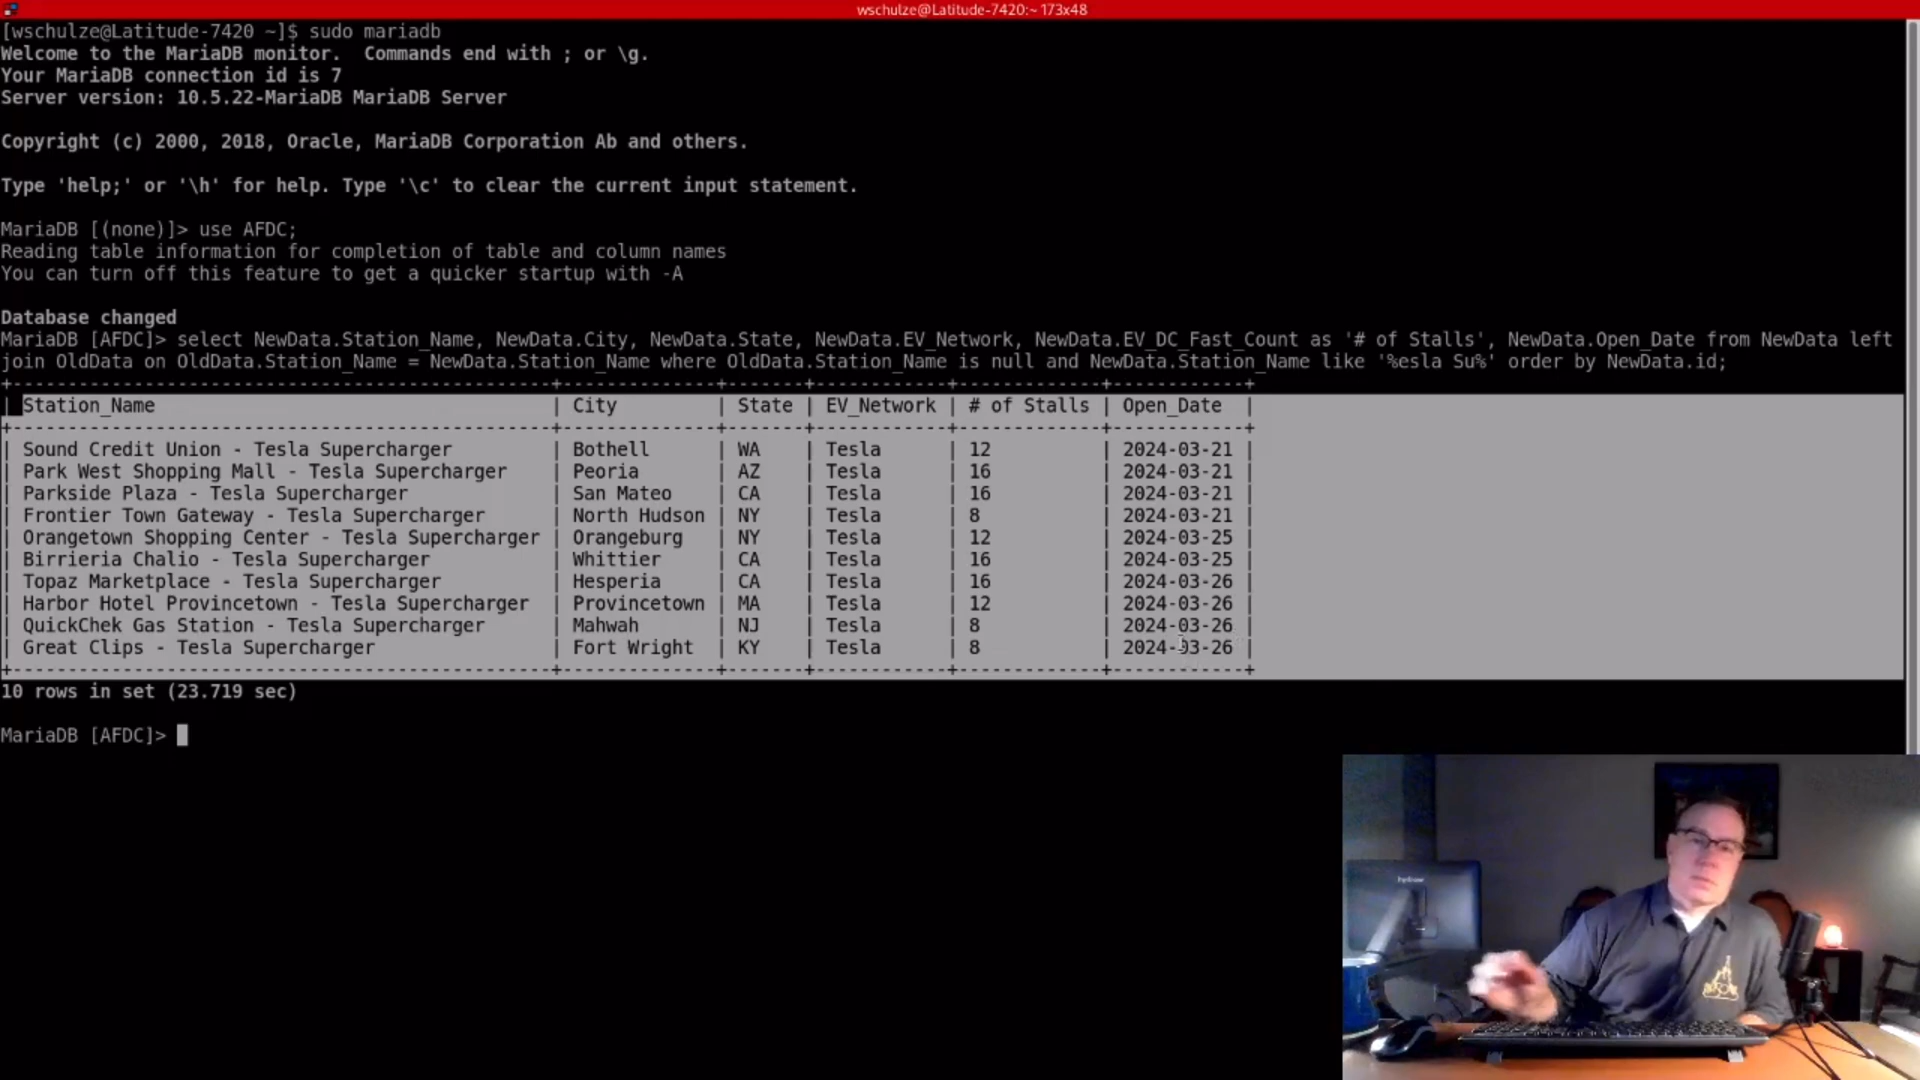 wschulze@Latitude-7420:~ 173x48
[wschulze@Latitude-7420 ~]$ sudo mariadb
Welcome to the MariaDB monitor.  Commands end with ; or \g.
Your MariaDB connection id is 7
Server version: 10.5.22-MariaDB MariaDB Server
Copyright (c) 2000, 2018, Oracle, MariaDB Corporation Ab and others.
Type 'help;' or '\h' for help. Type '\c' to clear the current input statement.
MariaDB [(none)]> use AFDC;
Reading table information for completion of table and column names
You can turn off this feature to get a quicker startup with -A
Database changed
MariaDB [AFDC]> select NewData.Station_Name, NewData.City, NewData.State, NewData.EV_Network, NewData.EV_DC_Fast_Count as '# of Stalls', NewData.Open_Date from NewData left
join OldData on OldData.Station_Name = NewData.Station_Name where OldData.Station_Name is null and NewData.Station_Name like '%esla Su%' order by NewData.id;
| Station_Name | City | State | EV_Network | # of Stalls | Open_Date |
| Sound Credit Union - Tesla Supercharger | Bothell | WA | Tesla | 12 | 2024-03-21 |
| Park West Shopping Mall - Tesla Supercharger | Peoria | AZ | Tesla | 16 | 2024-03-21 |
| Parkside Plaza - Tesla Supercharger | San Mateo | CA | Tesla | 16 | 2024-03-21 |
| Frontier Town Gateway - Tesla Supercharger | North Hudson | NY | Tesla | 8 | 2024-03-21 |
| Orangetown Shopping Center - Tesla Supercharger | Orangeburg | NY | Tesla | 12 | 2024-03-25 |
| Birrieria Chalio - Tesla Supercharger | Whittier | CA | Tesla | 16 | 2024-03-25 |
| Topaz Marketplace - Tesla Supercharger | Hesperia | CA | Tesla | 16 | 2024-03-26 |
| Harbor Hotel Provincetown - Tesla Supercharger | Provincetown | MA | Tesla | 12 | 2024-03-26 |
| QuickChek Gas Station - Tesla Supercharger | Mahwah | NJ | Tesla | 8 | 2024-03-26 |
| Great Clips - Tesla Supercharger | Fort Wright | KY | Tesla | 8 | 2024-03-26 |
10 rows in set (23.719 sec)
MariaDB [AFDC]>